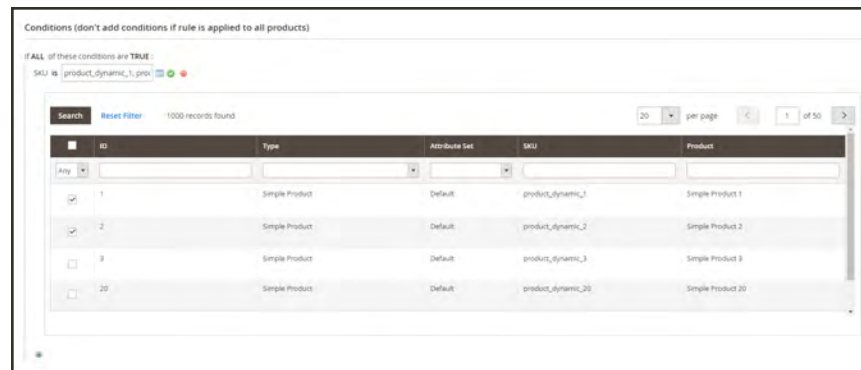 Conditions (don't add conditions if rule is applied to all products)
If ALL of these conditions are TRUE :
SKU is product_dynamic_1, prod
Search Reset Filter 1000 records found 20 per page 1 of 50
ID Type Attribute Set SKU Product
Any
1 Simple Product Default product_dynamic_1 Simple Product 1
2 Simple Product Default product_dynamic_2 Simple Product 2
3 Simple Product Default product_dynamic_3 Simple Product 3
20 Simple Product Default product_dynamic_20 Simple Product 20